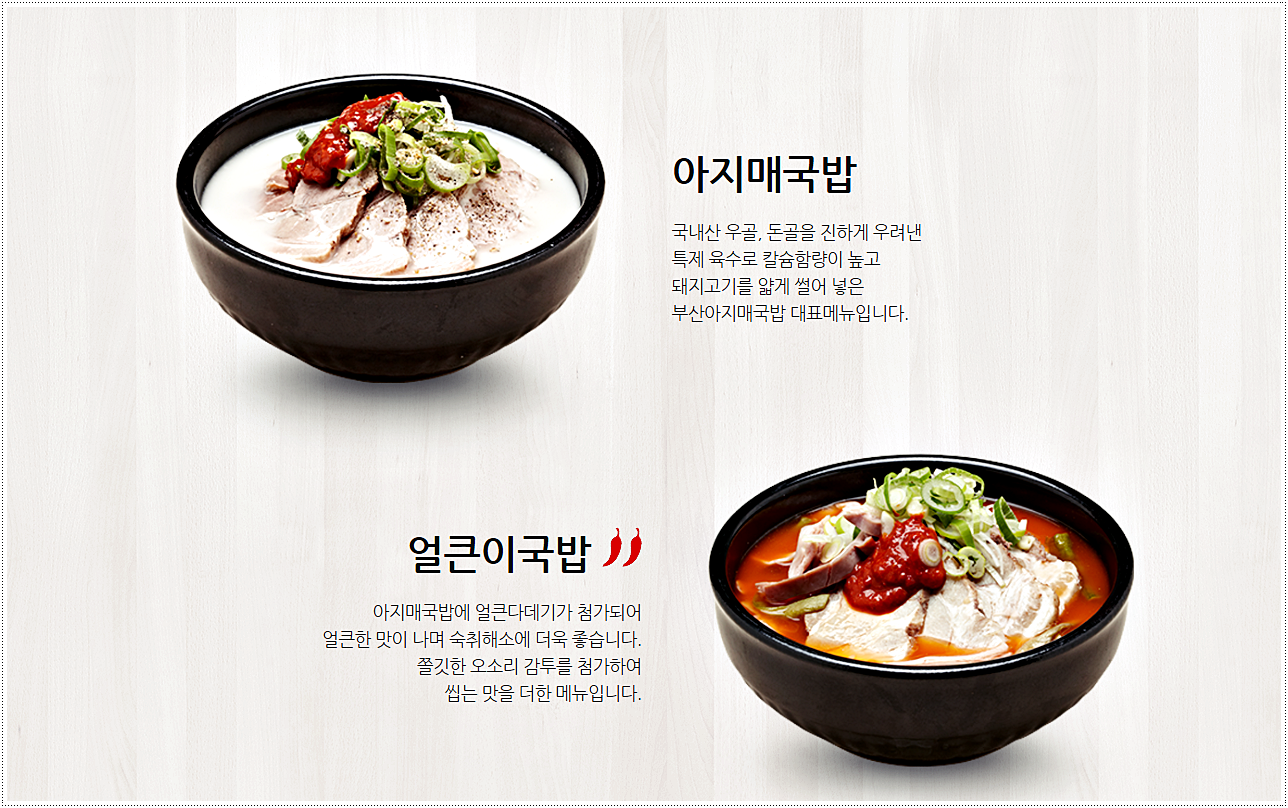 아지매국밥
국내산 우골, 돈골을 진하게 우려낸
특제 육수로 칼슘함량이 높고
돼지고기를 얇게 썰어 넣은
부산아지매국밥 대표메뉴입니다.
얼큰이국밥
아지매국밥에 얼큰다데기가 첨가되어
얼큰한 맛이 나며 숙취해소에 더욱 좋습니다.
쫄깃한 오소리 감투를 첨가하여
씹는 맛을 더한 메뉴입니다.